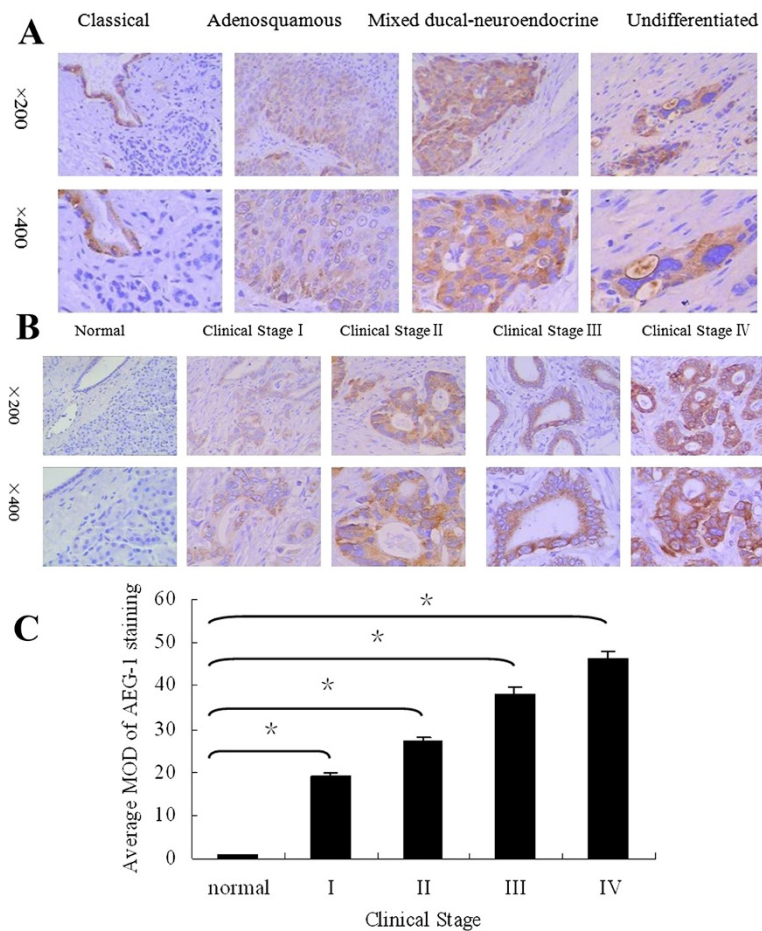 A
Classical Adenosquamous Mixed ducal-neuroendocrine Undifferentiated
×200
×400
B
Normal Clinical Stage I Clinical Stage II Clinical Stage III Clinical Stage IV
×200
×400
C
Average MOD of AEG-1 staining
60
50
40
30
20
10
0
*
*
*
*
normal I II III IV
Clinical Stage